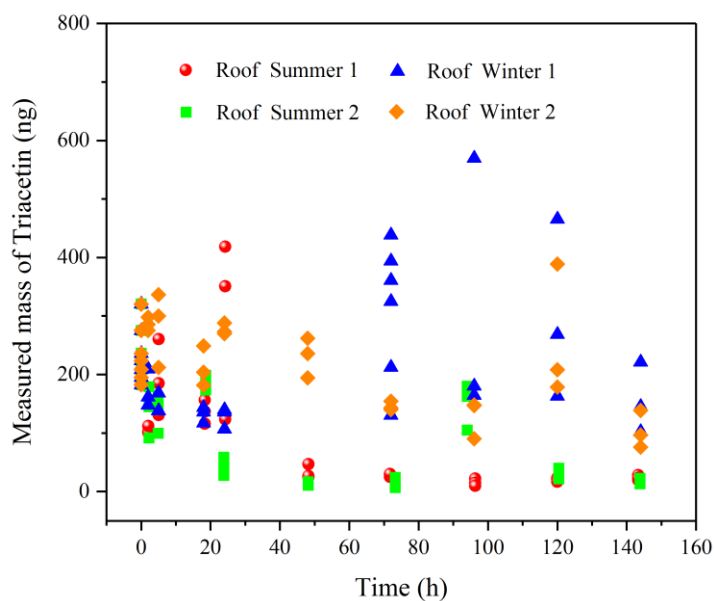 800
600
400
200
0
Measured mass of Triacetin (ng)
Roof Summer 1
Roof Winter 1
Roof Summer 2
Roof Winter 2
0 20 40 60 80 100 120 140 160
Time (h)